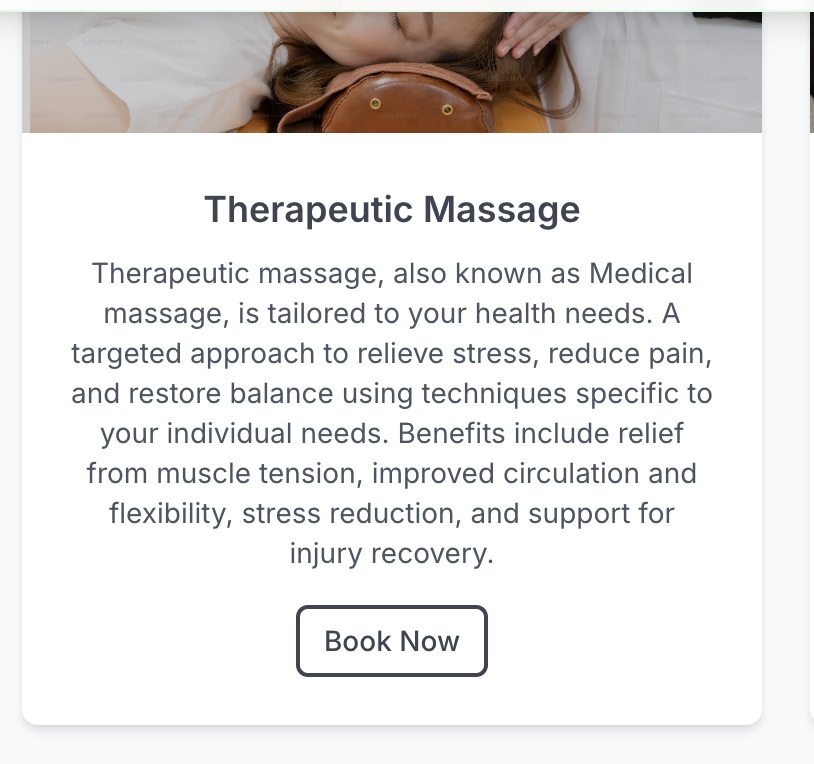 Therapeutic Massage
Therapeutic massage, also known as Medical
massage, is tailored to your health needs. A
targeted approach to relieve stress, reduce pain,
and restore balance using techniques specific to
your individual needs. Benefits include relief
from muscle tension, improved circulation and
flexibility, stress reduction, and support for
injury recovery.
Book Now